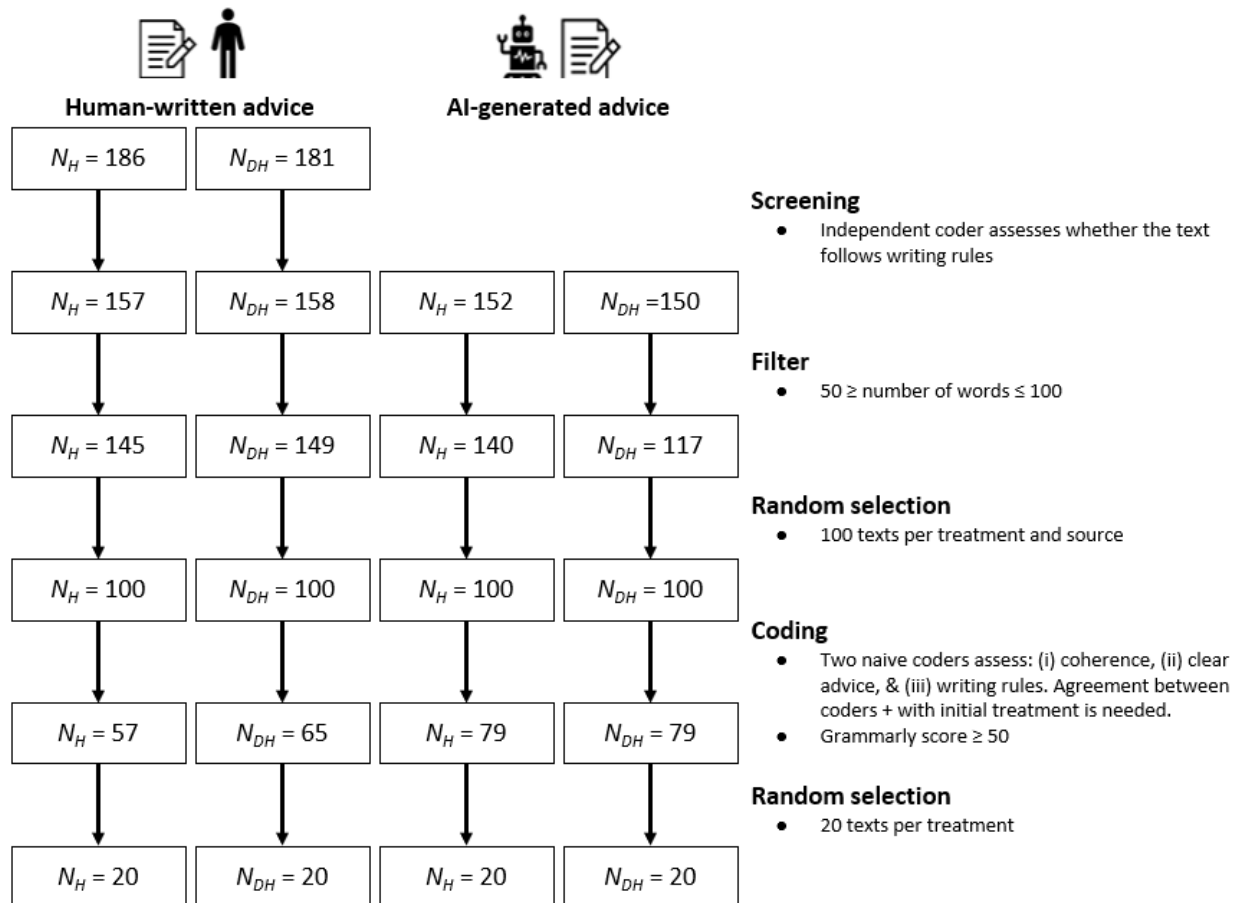 Human-written advice
AI-generated advice
N_H = 186
N_DH = 181
Screening
● Independent coder assesses whether the text
follows writing rules
N_H = 157
N_DH = 158
N_H = 152
N_DH =150
Filter
● 50 ≥ number of words ≤ 100
N_H = 145
N_DH = 149
N_H = 140
N_DH = 117
Random selection
● 100 texts per treatment and source
N_H = 100
N_DH = 100
N_H = 100
N_DH = 100
Coding
● Two naive coders assess: (i) coherence, (ii) clear
advice, & (iii) writing rules. Agreement between
coders + with initial treatment is needed.
● Grammarly score ≥ 50
N_H = 57
N_DH = 65
N_H = 79
N_DH = 79
Random selection
● 20 texts per treatment
N_H = 20
N_DH = 20
N_H = 20
N_DH = 20